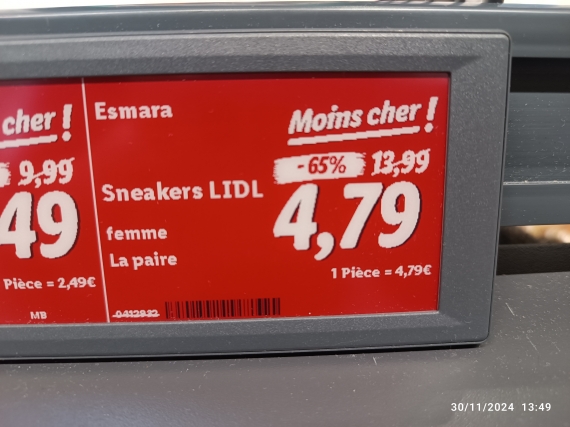 cher !
9,99
49
Pièce = 2,49€
MB
Esmara
Moins cher !
-65% 13,99
Sneakers LIDL
4,79
femme
La paire
1 Pièce = 4,79€
0412932
30/11/2024 13:49